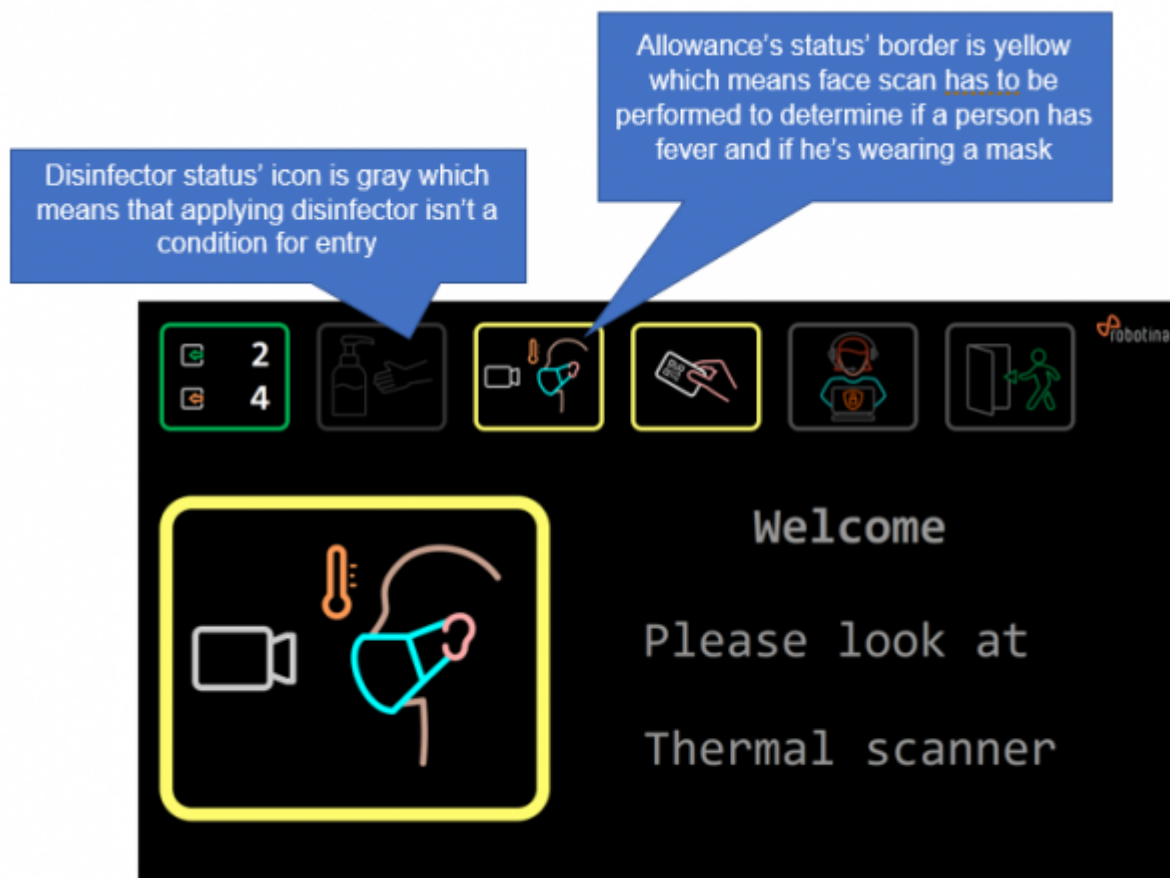 Allowance's status' border is yellow
which means face scan has to be
performed to determine if a person has
fever and if he's wearing a mask
Disinfector status' icon is gray which
means that applying disinfector isn't a
condition for entry
2
4
robotina
Welcome
Please look at
Thermal scanner